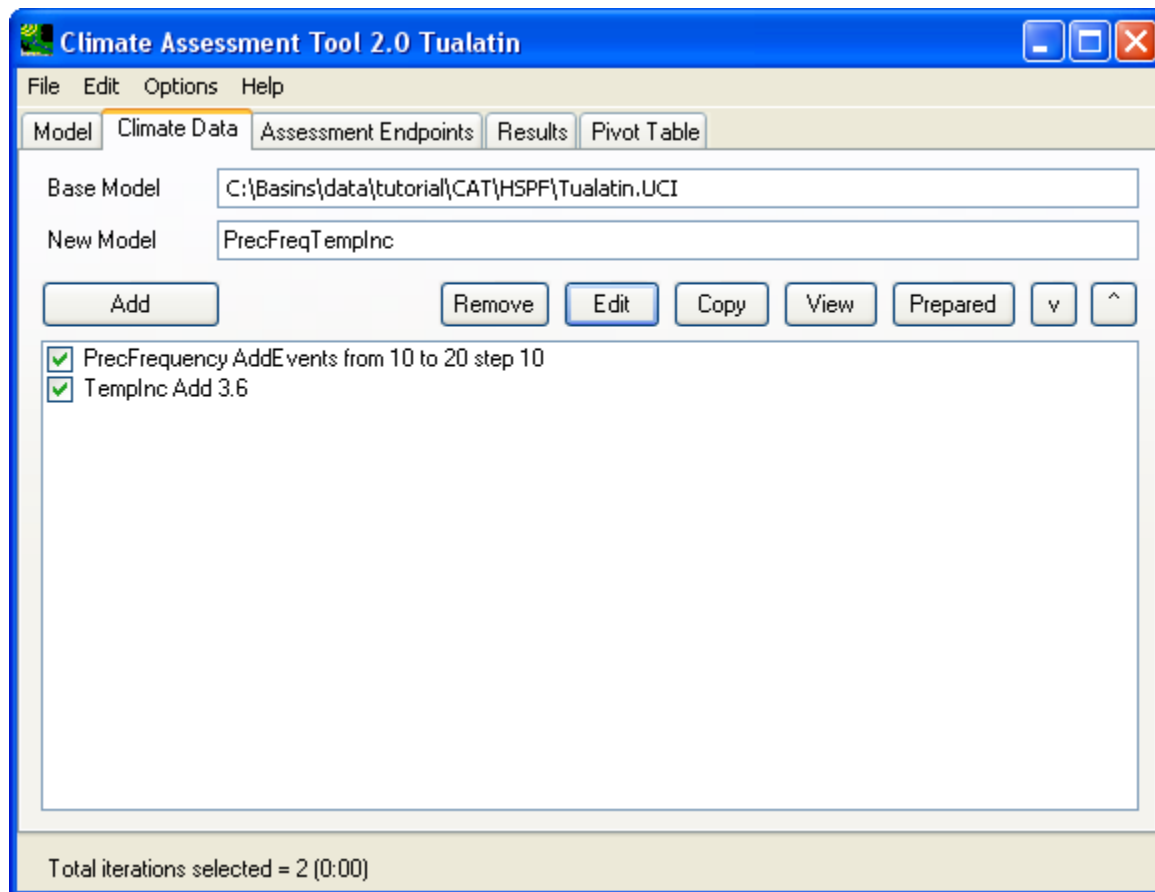 Climate Assessment Tool 2.0 Tualatin
File Edit Options Help
Model Climate Data Assessment Endpoints Results Pivot Table
Base Model C:\Basins\data\tutorial\CAT\HSPF\Tualatin.UCI
New Model PrecFreqTempInc
Add Remove Edit Copy View Prepared v ^
PrecFrequency AddEvents from 10 to 20 step 10
TempInc Add 3.6
Total iterations selected = 2 (0:00)